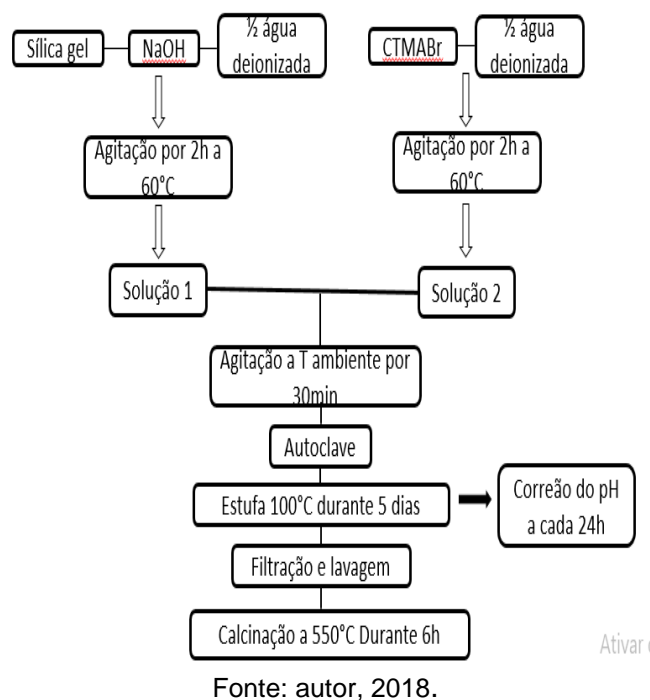 Sílica gel
NaOH
½ água
deionizada
CTMABr
½ água
deionizada
Agitação por 2h a
60°C
Agitação por 2h a
60°C
Solução 1
Solução 2
Agitação a T ambiente por
30min
Autoclave
Estufa 100°C durante 5 dias
Correão do pH
a cada 24h
Filtração e lavagem
Calcinação a 550°C Durante 6h
Ativar
Fonte: autor, 2018.